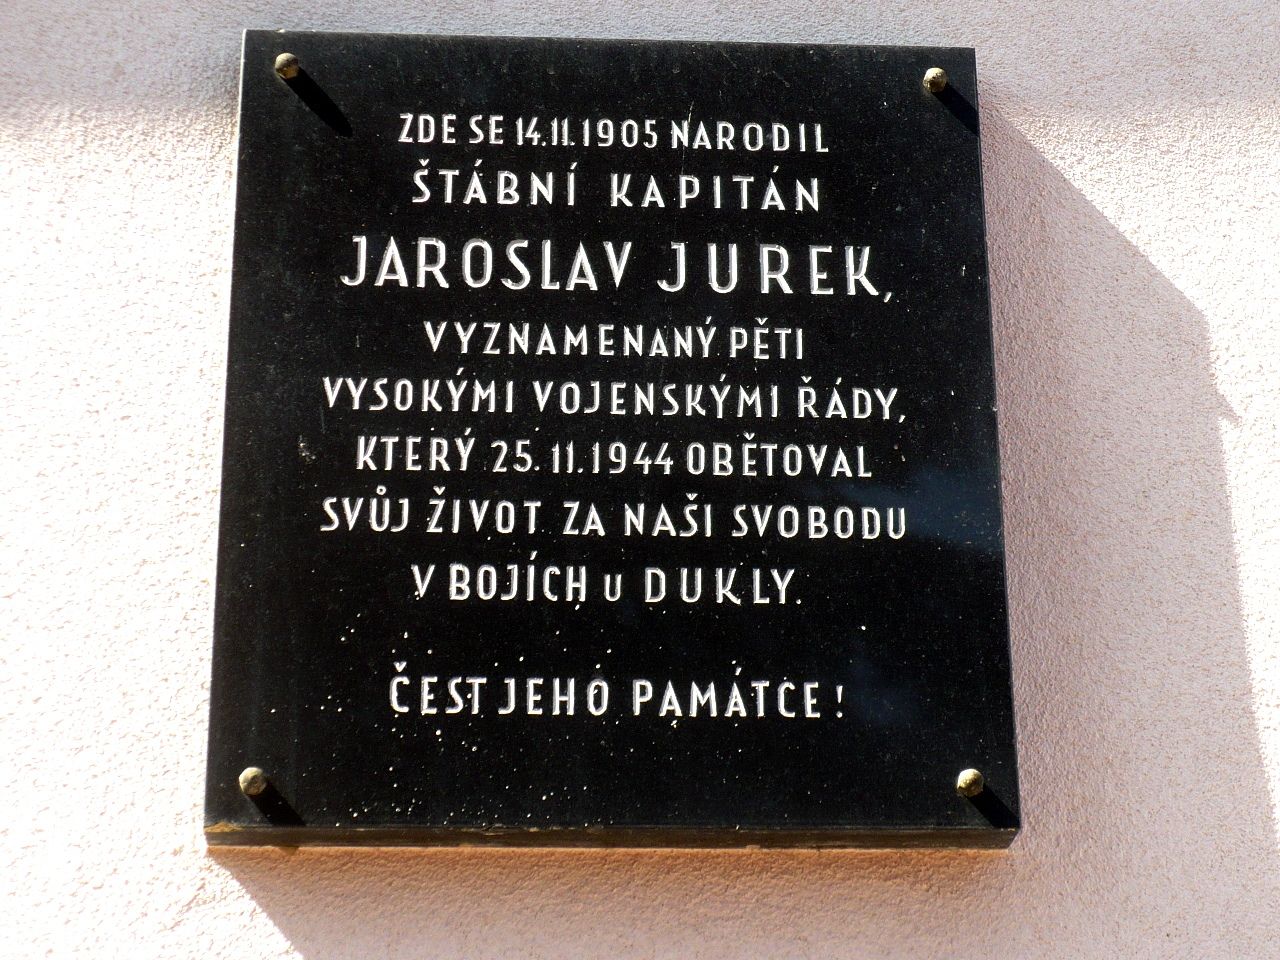 ZDE SE 14.11.1905 NARODIL
ŠTÁBNÍ KAPITÁN
JAROSLAV JUREK,
VYZNAMENANÝ PĚTI
VYSOKÝMI VOJENSKÝMI ŘÁDY,
KTERÝ 25.11.1944 OBĚTOVAL
SVŮJ ŽIVOT ZA NAŠI SVOBODU
V BOJÍCH U DUKLY.
ČEST JEHO PAMÁTCE!